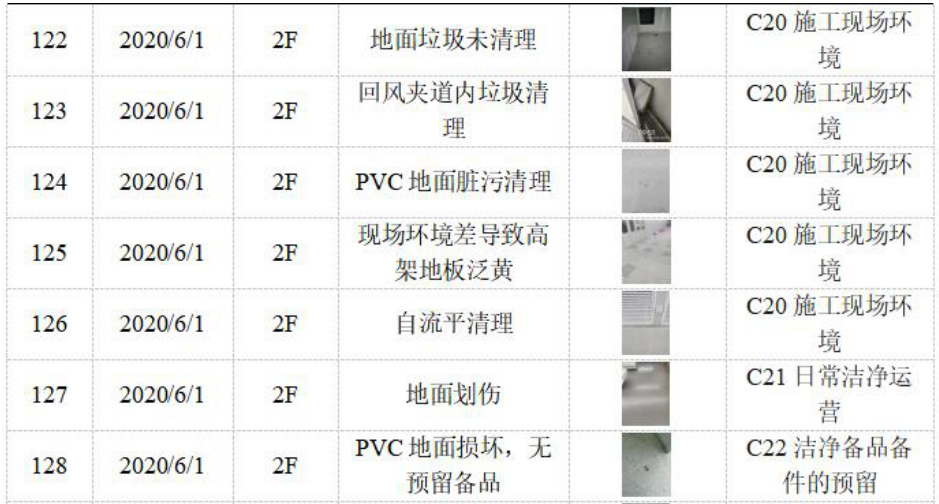 122 2020/6/1 2F 地面垃圾未清理 C20 施工现场环
境
123 2020/6/1 2F 回风夹道内垃圾清
理 C20 施工现场环
境
124 2020/6/1 2F PVC 地面脏污清理 C20 施工现场环
境
125 2020/6/1 2F 现场环境差导致高
架地板泛黄 C20 施工现场环
境
126 2020/6/1 2F 自流平清理 C20 施工现场环
境
127 2020/6/1 2F 地面划伤 C21 日常洁净运
营
128 2020/6/1 2F PVC 地面损坏，无
预留备品 C22 洁净备品备
件的预留